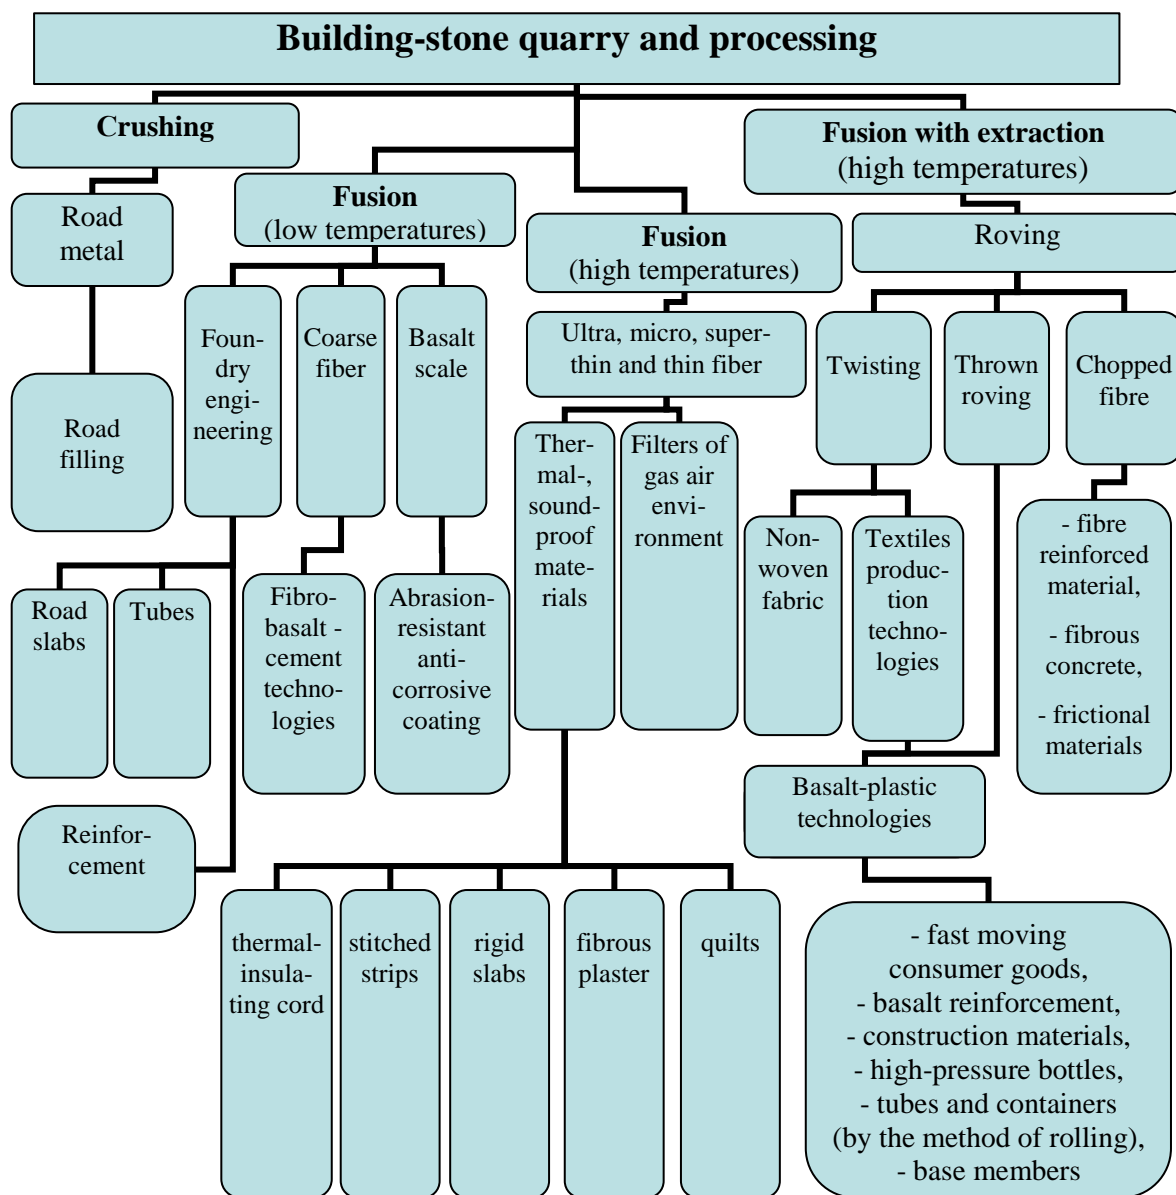 Building-stone quarry and processing
Crushing
Fusion with extraction
(high temperatures)
Fusion
(low temperatures)
Road
metal
Fusion
(high temperatures)
Roving
Foun-
dry
engi-
neering
Coarse
fiber
Basalt
scale
Ultra, micro, super-
thin and thin fiber
Twisting
Thrown
roving
Chopped
fibre
Road
filling
Ther-
mal-,
sound-
proof
mate-
rials
Filters of
gas air
envi-
ronment
Non-
woven
fabric
Textiles
produc-
tion
techno-
logies
- fibre
reinforced
material,
- fibrous
concrete,
- frictional
materials
Road
slabs
Tubes
Fibro-
basalt -
cement
techno-
logies
Abrasion-
resistant
anti-
corrosive
coating
Basalt-plastic
technologies
Reinfor-
cement
thermal-
insula-
ting cord
stitched
strips
rigid
slabs
fibrous
plaster
quilts
- fast moving
consumer goods,
- basalt reinforcement,
- construction materials,
- high-pressure bottles,
- tubes and containers
(by the method of rolling),
- base members